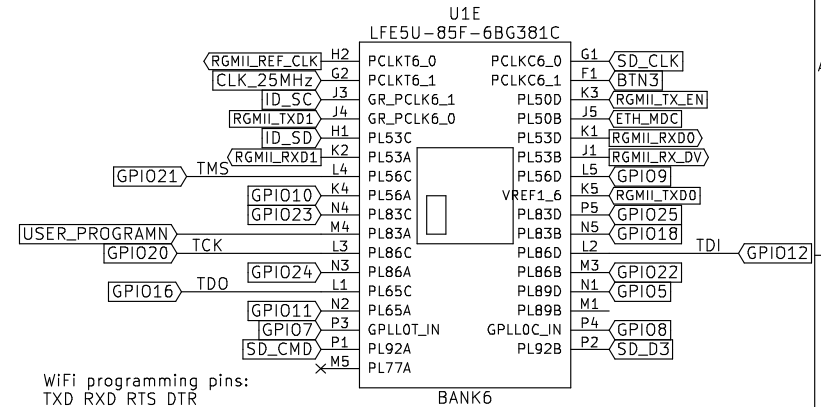 U1E
LFE5U-85F-6BG381C
RGMII_REF_CLK H2 PCLKT6_0 PCLKC6_0 G1 SD_CLK
CLK_25MHz G2 PCLKT6_1 PCLKC6_1 F1 BTN3
ID_SC J3 GR_PCLK6_1 PL50D K3 RGMII_TX_EN
RGMII_TXD1 J4 GR_PCLK6_0 PL50B J5 ETH_MDC
ID_SD H1 PL53C PL53D K1 RGMII_RXD0
RGMII_RXD1 K2 PL53A PL53B J1 RGMII_RX_DV
GPIO21 TMS L4 PL56C PL56D L5 GPIO9
GPIO10 K4 PL56A VREF1_6 K5 RGMII_TXD0
GPIO23 N4 PL83C PL83D P5 GPIO25
USER_PROGRAMN M4 PL83A PL83B N5 GPIO18
GPIO20 TCK L3 PL86C PL86D L2 TDI GPIO12
GPIO24 N3 PL86A PL86B M3 GPIO22
GPIO16 TDO L1 PL65C PL89D N1 GPIO5
GPIO11 N2 PL65A PL89B M1
GPIO7 P3 GPLL0T_IN GPLL0C_IN P4 GPIO8
SD_CMD P1 PL92A PL92B P2 SD_D3
M5 PL77A
BANK6
WiFi programming pins:
TXD RXD RTS DTR